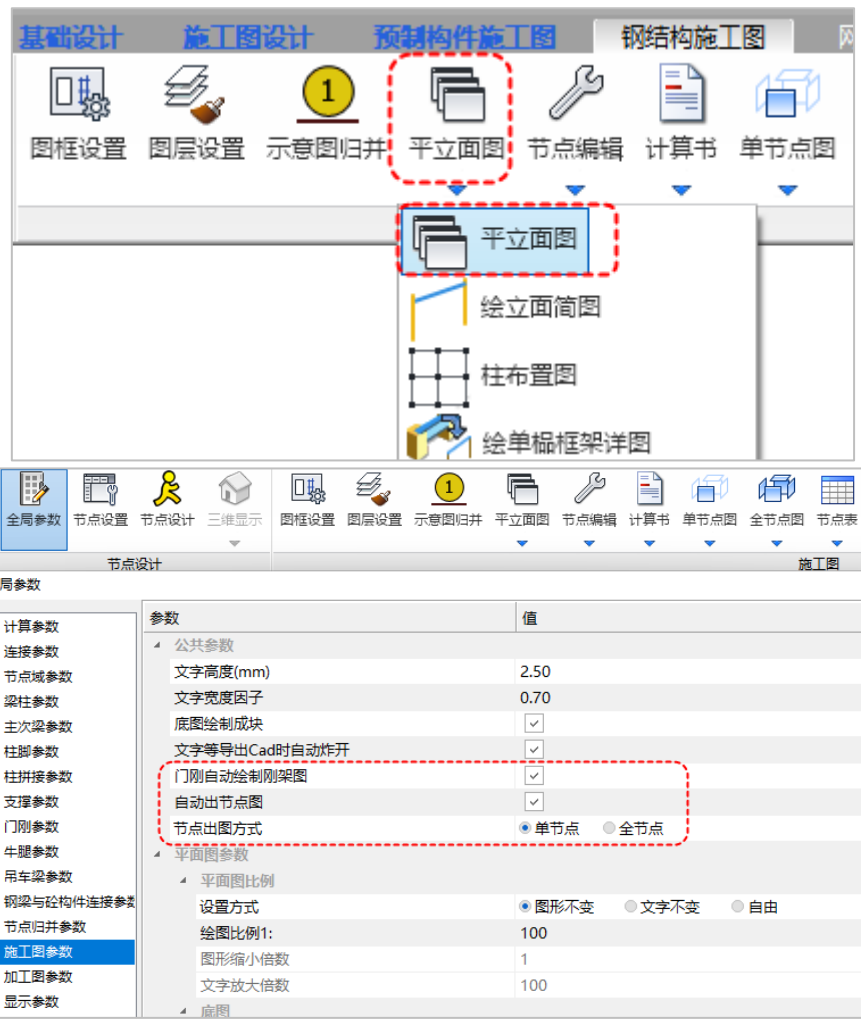 基础设计 施工图设计 预制构件施工图 钢结构施工图 网
图框设置 图层设置 示意图归并 平立面图 节点编辑 计算书 单节点图
平立面图
绘立面简图
柱布置图
绘单榀框架详图
全局参数 节点设置 节点设计 三维显示 图框设置 图层设置 示意图归并 平立面图 节点编辑 计算书 单节点图 全节点图 节点表
节点设计 施工图
局参数
参数 值
计算参数
连接参数
节点域参数
梁柱参数
主次梁参数
柱脚参数
柱拼接参数
支撑参数
门刚参数
牛腿参数
吊车梁参数
钢梁与砼构件连接参数
节点归并参数
施工图参数
加工图参数
显示参数
公共参数
文字高度(mm) 2.50
文字宽度因子 0.70
底图绘制成块
文字等导出Cad时自动炸开
门刚自动绘制刚架图
自动出节点图
节点出图方式 单节点 全节点
平面图参数
平面图比例
设置方式 图形不变 文字不变 自由
绘图比例1: 100
图形缩小倍数 1
文字放大倍数 100
底图